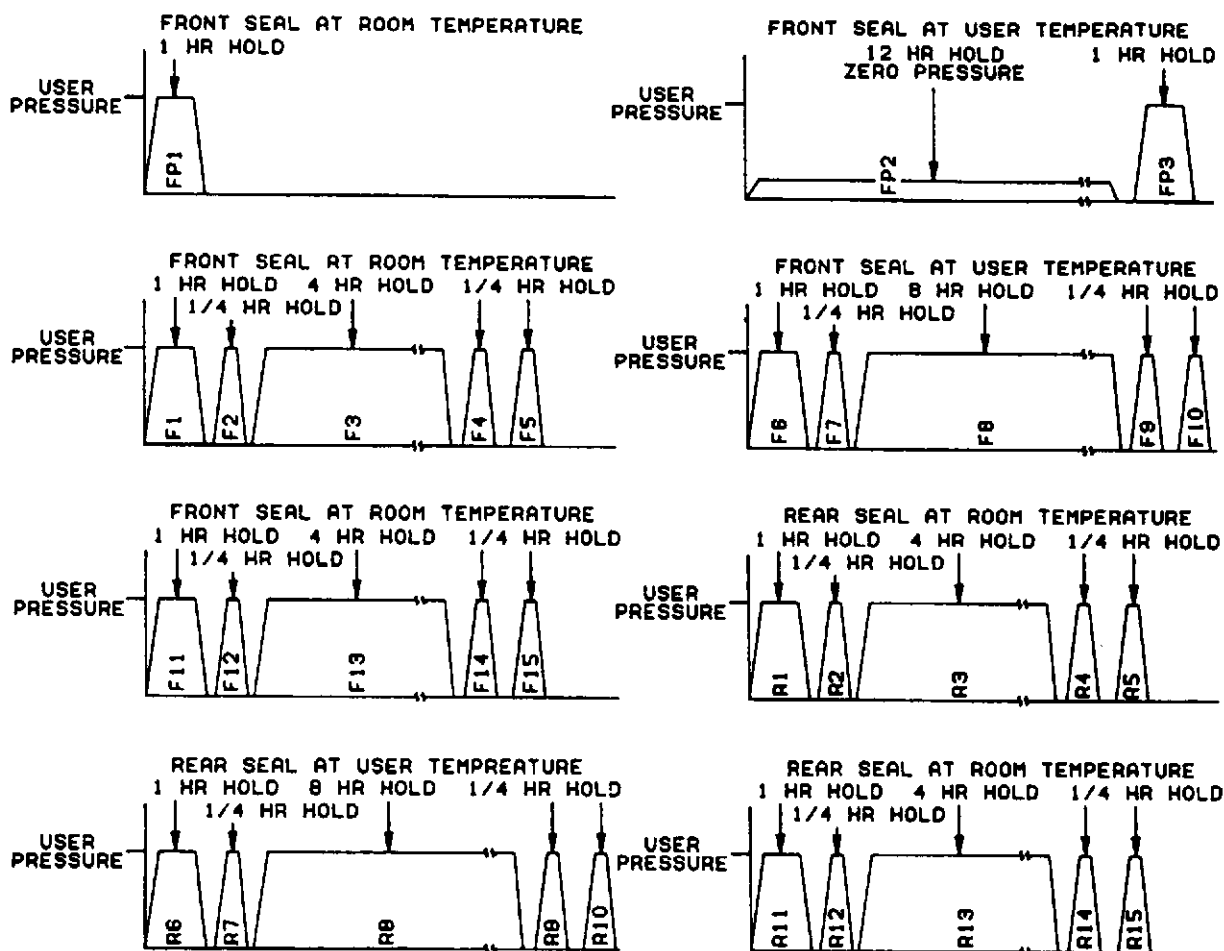 FRONT SEAL AT ROOM TEMPERATURE
1 HR HOLD
USER
PRESSURE
FP1
FRONT SEAL AT USER TEMPERATURE
12 HR HOLD
ZERO PRESSURE
1 HR HOLD
USER
PRESSURE
FP2
FP3
FRONT SEAL AT ROOM TEMPERATURE
1 HR HOLD 4 HR HOLD 1/4 HR HOLD
1/4 HR HOLD
USER
PRESSURE
F1
F2
F3
F4
F5
FRONT SEAL AT USER TEMPERATURE
1 HR HOLD 8 HR HOLD 1/4 HR HOLD
1/4 HR HOLD
USER
PRESSURE
F6
F7
F8
F9
F10
FRONT SEAL AT ROOM TEMPERATURE
1 HR HOLD 4 HR HOLD 1/4 HR HOLD
1/4 HR HOLD
USER
PRESSURE
F11
F12
F13
F14
F15
REAR SEAL AT ROOM TEMPERATURE
1 HR HOLD 4 HR HOLD 1/4 HR HOLD
1/4 HR HOLD
USER
PRESSURE
R1
R2
R3
R4
R5
REAR SEAL AT USER TEMPREATURE
1 HR HOLD 8 HR HOLD 1/4 HR HOLD
1/4 HR HOLD
USER
PRESSURE
R6
R7
R8
R9
R10
REAR SEAL AT ROOM TEMPERATURE
1 HR HOLD 4 HR HOLD 1/4 HR HOLD
1/4 HR HOLD
USER
PRESSURE
R11
R12
R13
R14
R15